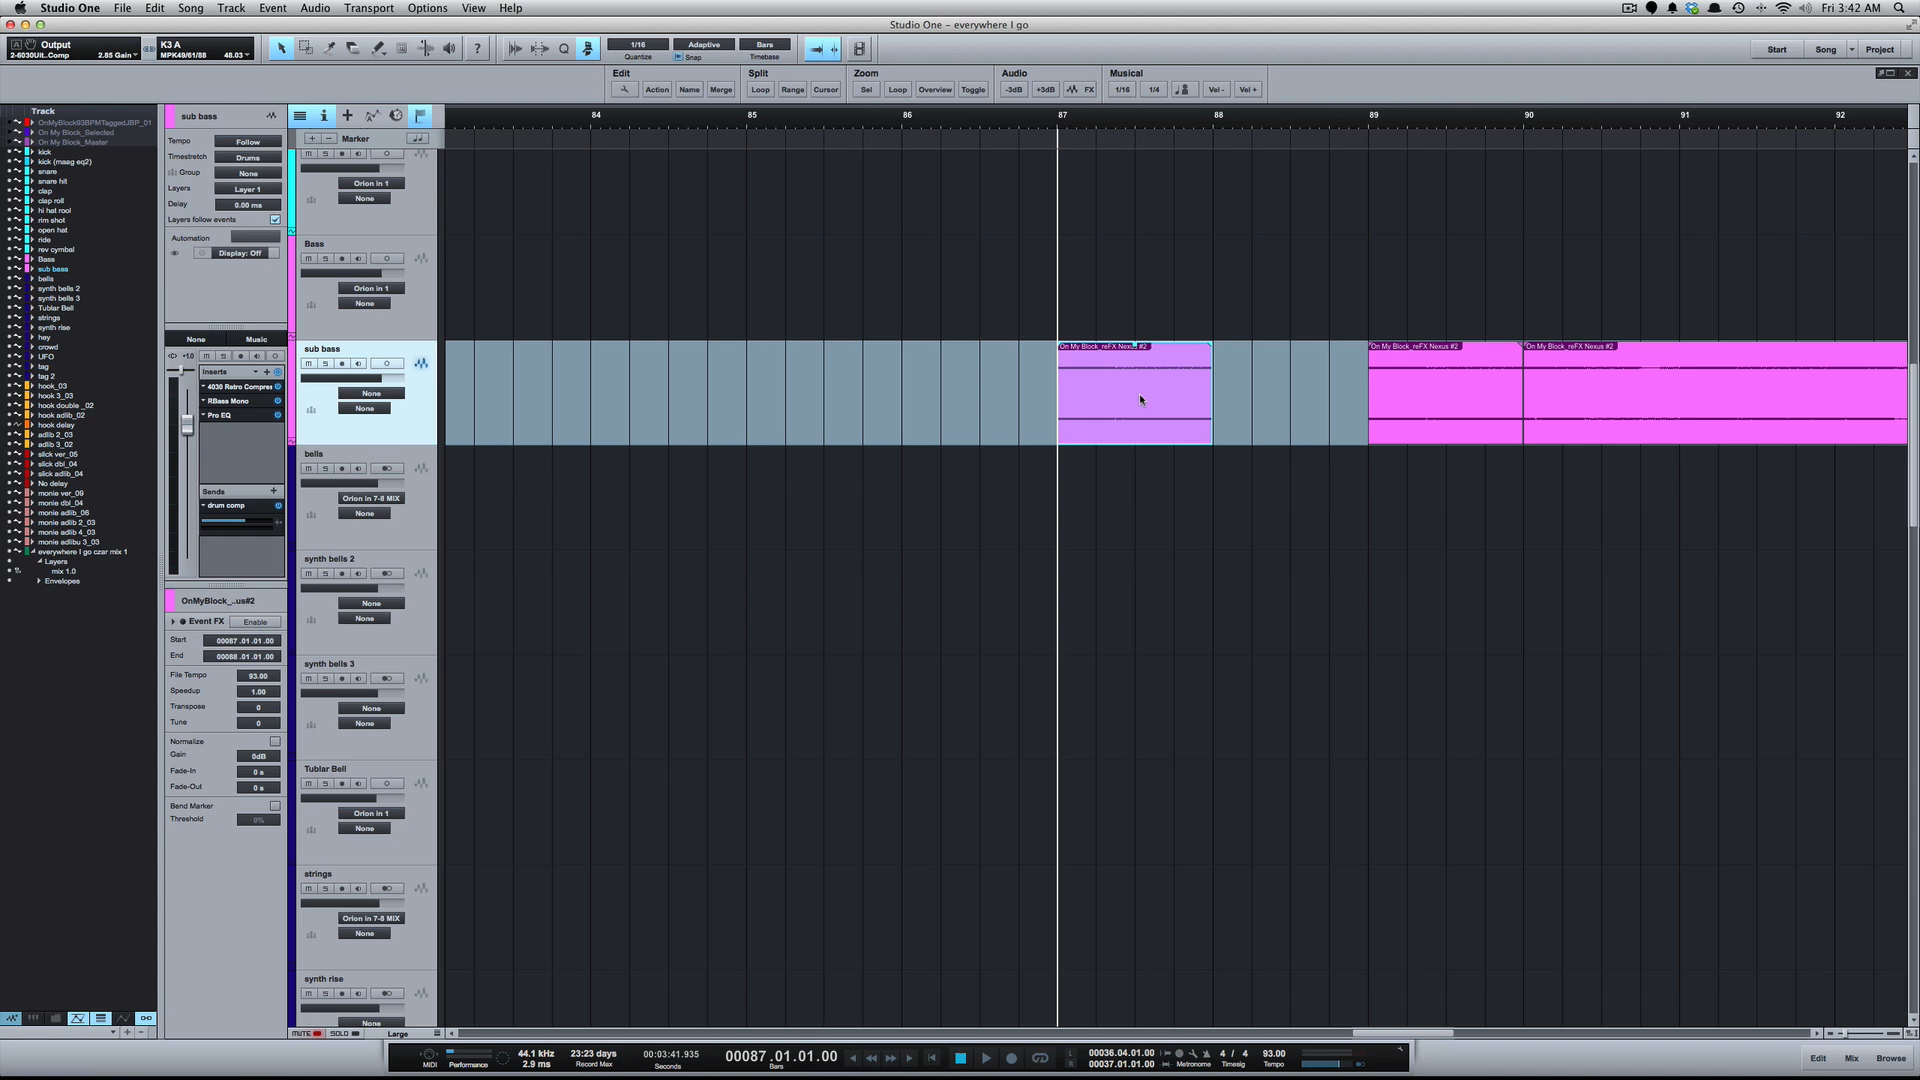 Studio One File Edit Song Track Event Audio Transport Options View Help
Fri 3:42 AM
Studio One - everywhere I go
Output
2.85 Gain
K3 A
MPK49/61/88 48.03
1/16
Quantize
Adaptive
Snap
Bars
Timebase
Start Song Project
Edit
Action Name Merge
Split
Loop Range Cursor
Zoom
Sel Loop Overview Toggle
Audio
-3dB +3dB FX
Musical
1/16 1/4 Vel - Vel +
Track
OnMyBlock93BPMTaggedJBP_01
On My Block_Selected
On My Block_Master
kick
kick (maag eq2)
snare
snare hit
clap
clap roll
hi hat rool
rim shot
open hat
ride
rev cymbal
Bass
sub bass
bells
synth bells 2
synth bells 3
Tublar Bell
strings
synth rise
hey
crowd
UFO
tag
tag 2
hook_03
hook 3_03
hook double _02
hook adlib_02
hook delay
adlib 2_03
adlib 3_02
slick ver_05
slick dbl_04
slick adlib_04
No delay
monie ver_09
monie dbl_04
monie adlib_06
monie adlib 2_03
monie adlib 4_03
monie adlibu 3_03
everywhere I go czar mix 1
Layers
mix 1.0
Envelopes
sub bass
Tempo Follow
Timestretch Drums
Group None
Layers Layer 1
Delay 0.00 ms
Layers follow events
Automation
Display: Off
None Music
+1.0
Inserts
4030 Retro Compre
RBass Mono
Pro EQ
Sends
drum comp
OnMyBlock_..us#2
Event FX Enable
Start 00087.01.01.00
End 00088.01.01.00
File Tempo 93.00
Speedup 1.00
Transpose 0
Tune 0
Normalize
Gain 0dB
Fade-In 0 s
Fade-Out 0 s
Bend Marker
Threshold 0%
Marker
84 85 86 87 88 89 90 91 92
Orion in 1
None
Bass
Orion in 1
None
sub bass
None
None
On My Block_reFX Nexus #2
On My Block_reFX Nexus #2
On My Block_reFX Nexus #2
bells
Orion in 7-8 MIX
None
synth bells 2
None
None
synth bells 3
None
None
Tublar Bell
Orion in 1
None
strings
Orion in 7-8 MIX
None
synth rise
None
MUTE SOLO Large
MIDI
Performance
44.1 kHz
2.9 ms
23:23 days
Record Max
00:03:41.935
Seconds
00087.01.01.00
Bars
L 00036.04.01.00
R 00037.01.01.00
Metronome
4 / 4
Timesig
93.00
Tempo
Edit Mix Browse